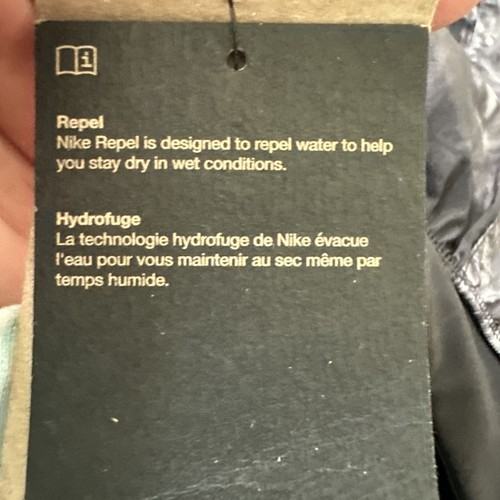 Repel
Nike Repel is designed to repel water to help
you stay dry in wet conditions.
Hydrofuge
La technologie hydrofuge de Nike évacue
l'eau pour vous maintenir au sec même par
temps humide.